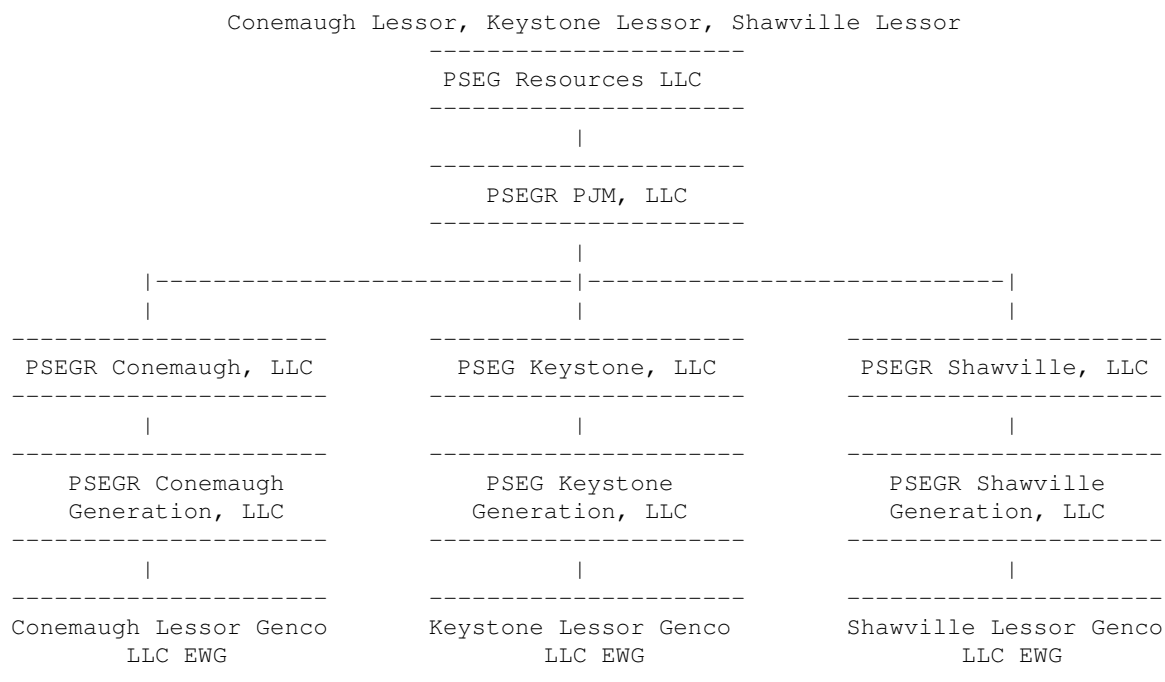 Conemaugh Lessor, Keystone Lessor, Shawville Lessor
PSEG Resources LLC
PSEGR PJM, LLC
PSEGR Conemaugh, LLC PSEG Keystone, LLC PSEGR Shawville, LLC
PSEGR Conemaugh PSEG Keystone PSEGR Shawville
Generation, LLC Generation, LLC Generation, LLC
Conemaugh Lessor Genco Keystone Lessor Genco Shawville Lessor Genco
LLC EWG LLC EWG LLC EWG